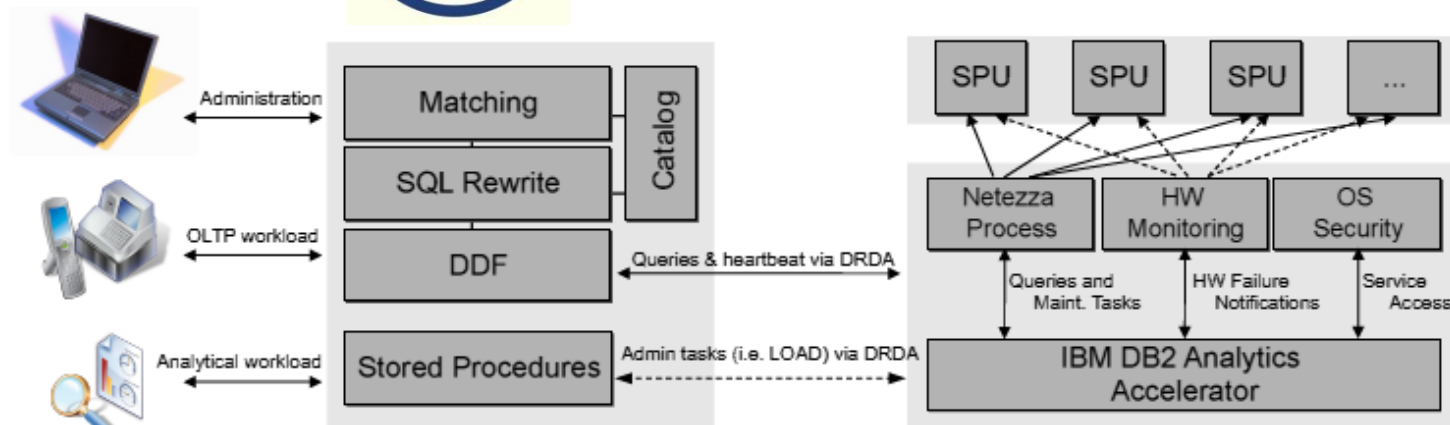 Administration
OLTP workload
Analytical workload
Matching
SQL Rewrite
DDF
Stored Procedures
Catalog
Queries & heartbeat via DRDA
Admin tasks (i.e. LOAD) via DRDA
SPU
SPU
SPU
...
Netezza
Process
HW
Monitoring
OS
Security
Queries and
Maint. Tasks
HW Failure
Notifications
Service
Access
IBM DB2 Analytics
Accelerator